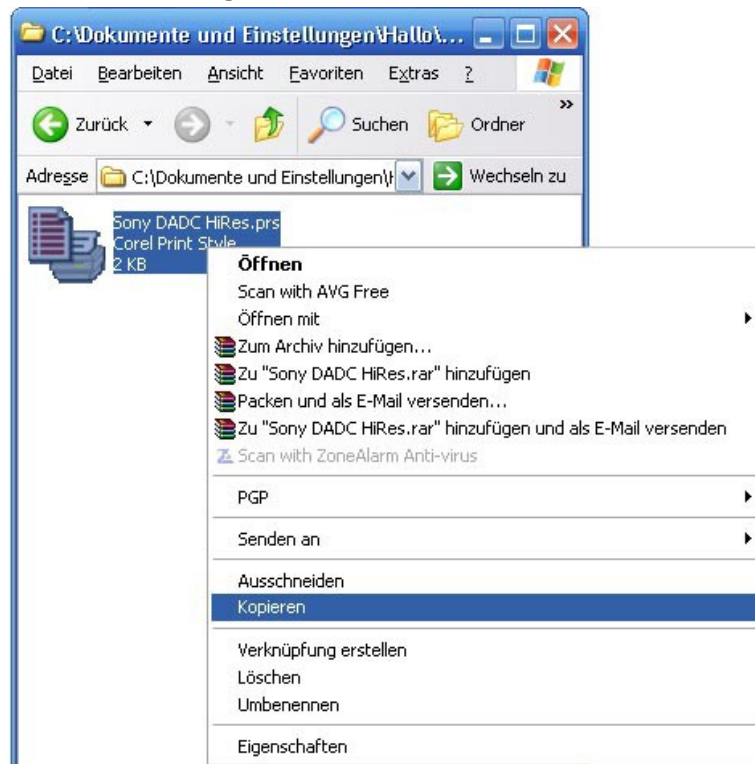 C:\Dokumente und Einstellungen\Hallo\...
Datei Bearbeiten Ansicht Favoriten Extras ?
Zurück Suchen Ordner »
Adresse C:\Dokumente und Einstellungen\H Wechseln zu
Sony DADC HiRes.prs
Corel Print Style
2 KB
Öffnen
Scan with AVG Free
Öffnen mit
Zum Archiv hinzufügen...
Zu "Sony DADC HiRes.rar" hinzufügen
Packen und als E-Mail versenden...
Zu "Sony DADC HiRes.rar" hinzufügen und als E-Mail versenden
Scan with ZoneAlarm Anti-virus
PGP
Senden an
Ausschneiden
Kopieren
Verknüpfung erstellen
Löschen
Umbenennen
Eigenschaften